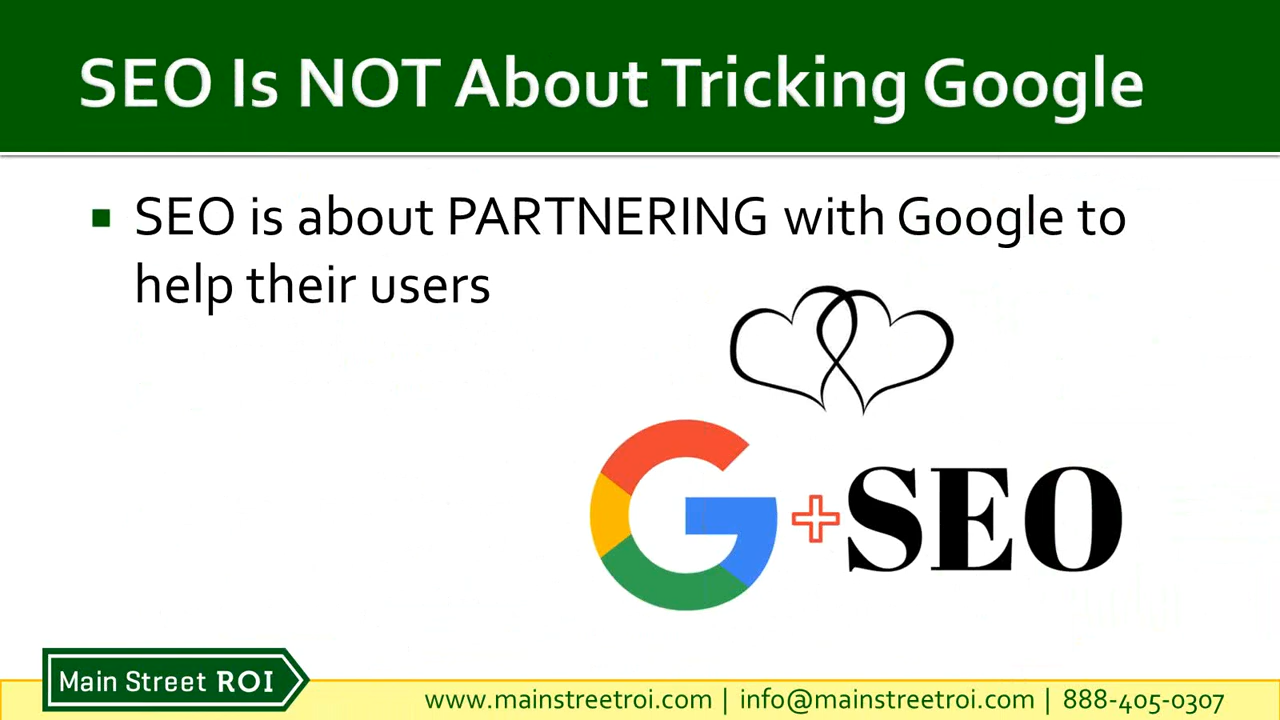 SEO Is NOT About Tricking Google
▪ SEO is about PARTNERING with Google to
help their users
G+SEO
Main Street ROI
www.mainstreetroi.com | info@mainstreetroi.com | 888-405-0307